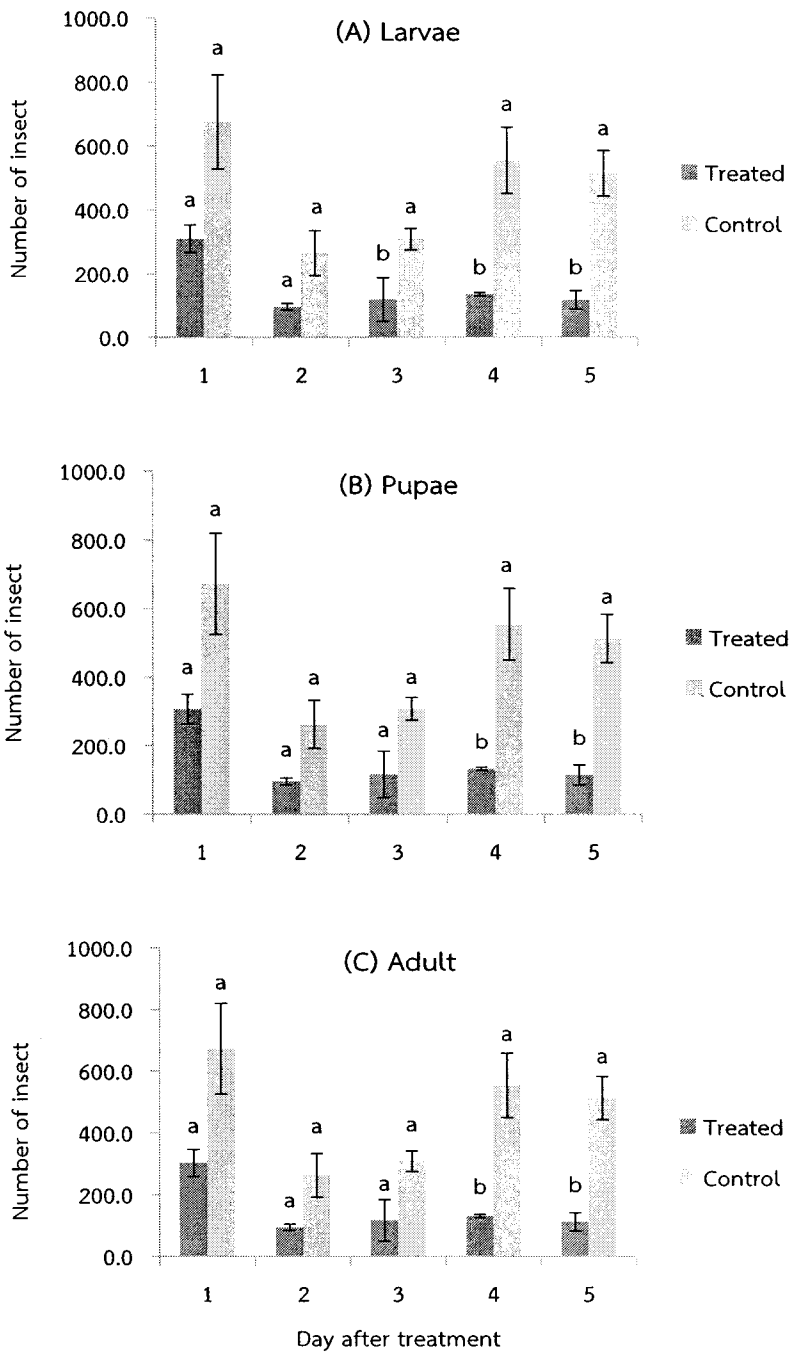 (A) Larvae
1000.0
800.0
600.0
400.0
200.0
0.0
Number of insect
a a a a b a b a b a
1 2 3 4 5
Treated
Control
(B) Pupae
1000.0
800.0
600.0
400.0
200.0
0.0
Number of insect
a a a a a a b a b a
1 2 3 4 5
Treated
Control
(C) Adult
1000.0
800.0
600.0
400.0
200.0
0.0
Number of insect
a a a a a a b a b a
1 2 3 4 5
Treated
Control
Day after treatment